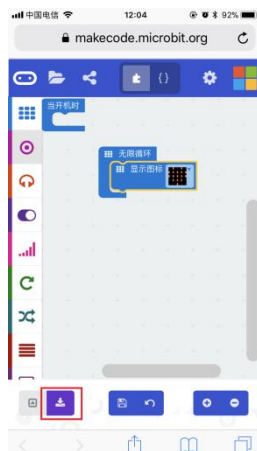 中国电信 12:04 92%
makecode.microbit.org
{}
当开机时
无限循环
显示图标